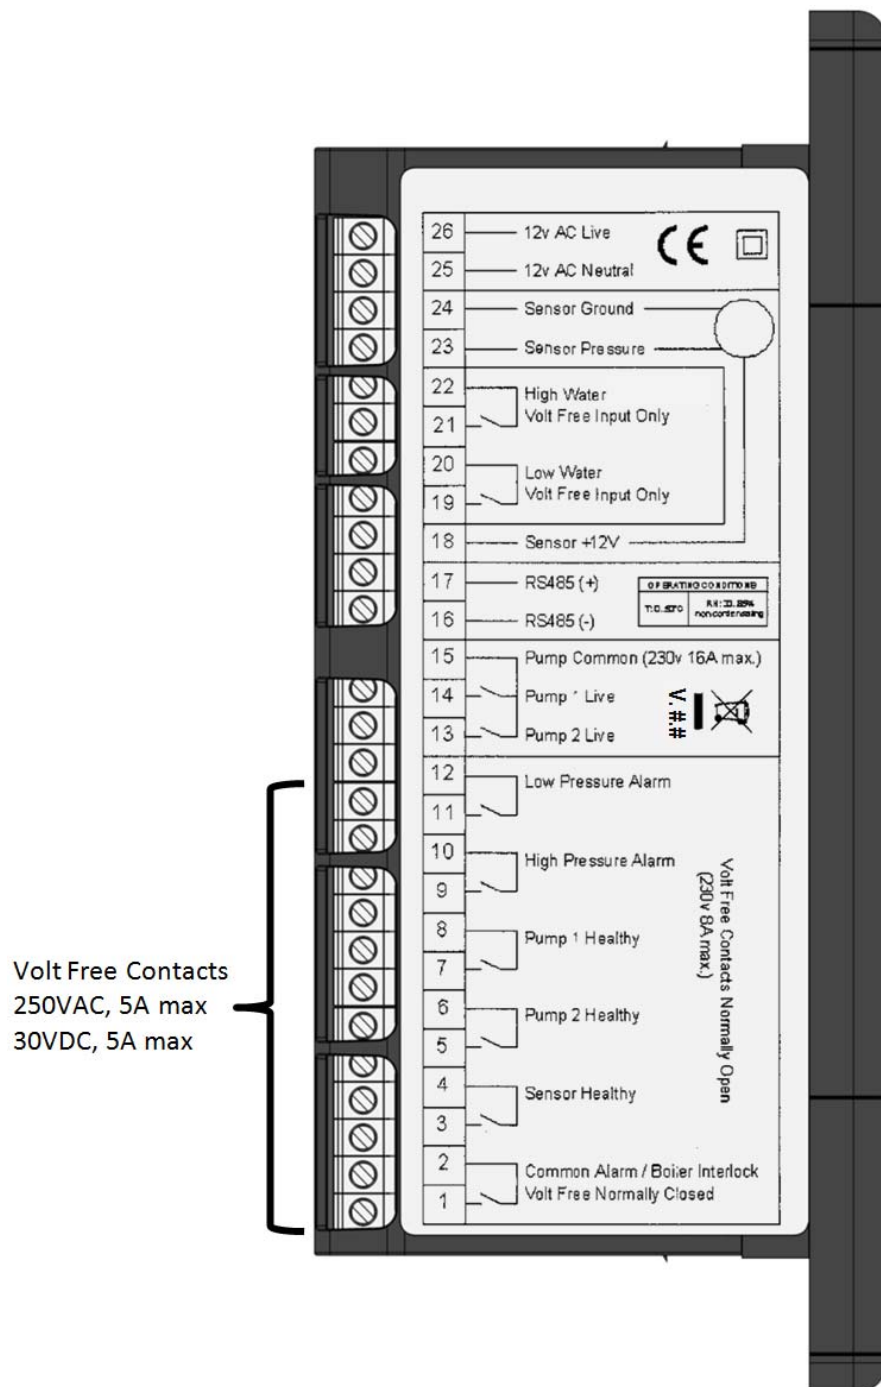 26 12v AC Live
25 12v AC Neutral
CE
24 Sensor Ground
23 Sensor Pressure
22
High Water
21
Volt Free Input Only
20
Low Water
19
Volt Free Input Only
18 Sensor +12V
17 RS485 (+)
16 RS485 (-)
OPERATING CONDITIONS
non condensing
15 Pump Common (230v 16A max.)
14 Pump 1 Live
13 Pump 2 Live
V.#.#
12
Low Pressure Alarm
11
10
High Pressure Alarm
9
8
Pump 1 Healthy
7
6
Pump 2 Healthy
5
4
Sensor Healthy
3
2
Common Alarm / Boiler Interlock
1
Volt Free Normally Closed
Volt Free Contacts Normally Open
(230v 8A max.)
Volt Free Contacts
250VAC, 5A max
30VDC, 5A max